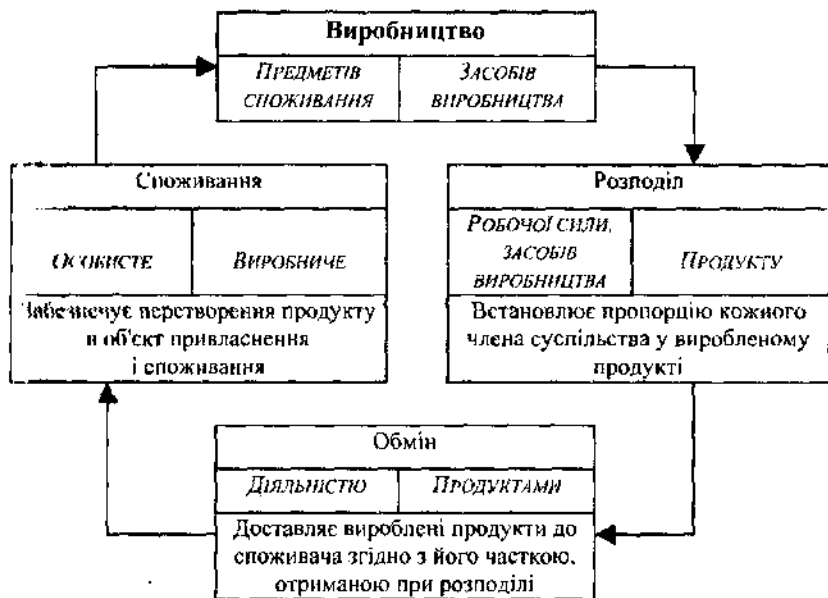 Виробництво
Предметів споживання
Засобів виробництва
Споживання
Особисте
Виробниче
Забезпечує перетворення продукту
в об'єкт привласнення
і споживання
Розподіл
Робочої сили,
засобів
виробництва
Продукту
Встановлює пропорцію кожного
члена суспільства у виробленому
продукті
Обмін
Діяльністю
Продуктами
Доставляє вироблені продукти до
споживача згідно з його часткою,
отриманою при розподілі